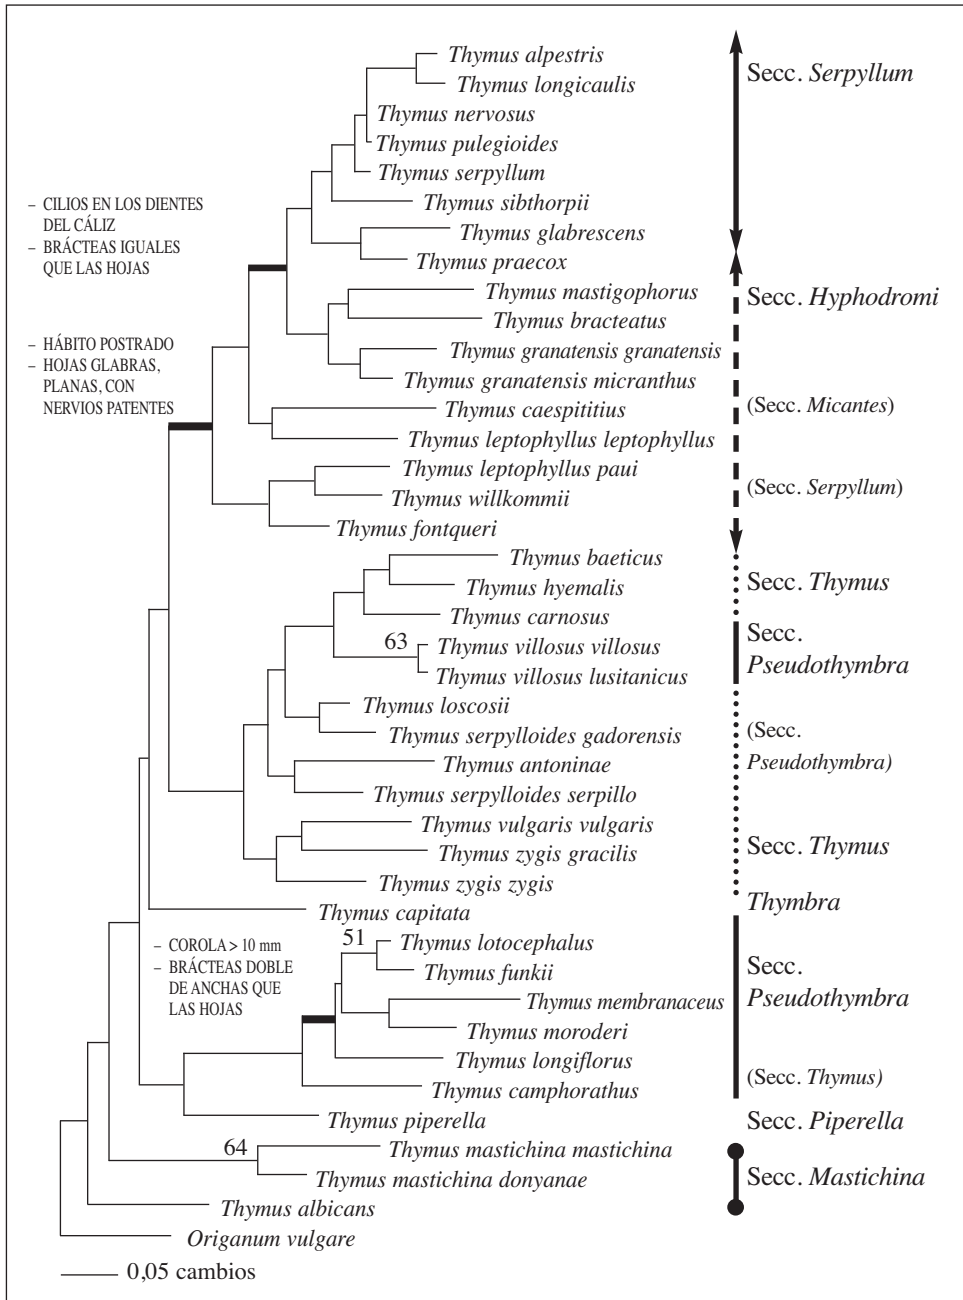 Thymus alpestris
Secc. Serpyllum
Thymus longicaulis
Thymus nervosus
Thymus pulegioides
Thymus serpyllum
– CILIOS EN LOS DIENTES
DEL CÁLIZ
– BRÁCTEAS IGUALES
QUE LAS HOJAS
Thymus sibthorpii
Thymus glabrescens
Thymus praecox
Thymus mastigophorus
Secc. Hyphodromi
Thymus bracteatus
– HÁBITO POSTRADO
– HOJAS GLABRAS,
PLANAS, CON
NERVIOS PATENTES
Thymus granatensis granatensis
Thymus granatensis micranthus
Thymus caespititius
(Secc. Micantes)
Thymus leptophyllus leptophyllus
Thymus leptophyllus paui
Thymus willkommii
(Secc. Serpyllum)
Thymus fontqueri
Thymus baeticus
Thymus hyemalis
Secc. Thymus
Thymus carnosus
63
Thymus villosus villosus
Thymus villosus lusitanicus
Secc.
Pseudothymbra
Thymus loscosii
Thymus serpylloides gadorensis
(Secc.
Pseudothymbra)
Thymus antoninae
Thymus serpylloides serpillo
Thymus vulgaris vulgaris
Thymus zygis gracilis
Secc. Thymus
Thymus zygis zygis
Thymbra
Thymus capitata
– COROLA > 10 mm
– BRÁCTEAS DOBLE
DE ANCHAS QUE
LAS HOJAS
51
Thymus lotocephalus
Thymus funkii
Secc.
Pseudothymbra
Thymus membranaceus
Thymus moroderi
Thymus longiflorus
Thymus camphorathus
(Secc. Thymus)
Thymus piperella
Secc. Piperella
64
Thymus mastichina mastichina
Thymus mastichina donyanae
Secc. Mastichina
Thymus albicans
Origanum vulgare
0,05 cambios